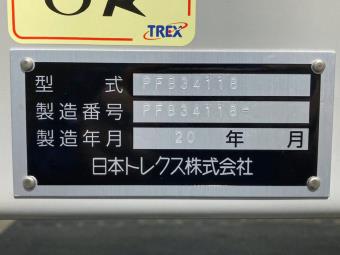 OK
TREX
型式 PFB34118
製造番号 PFB34118-
製造年月 20 年 月
日本トレクス株式会社